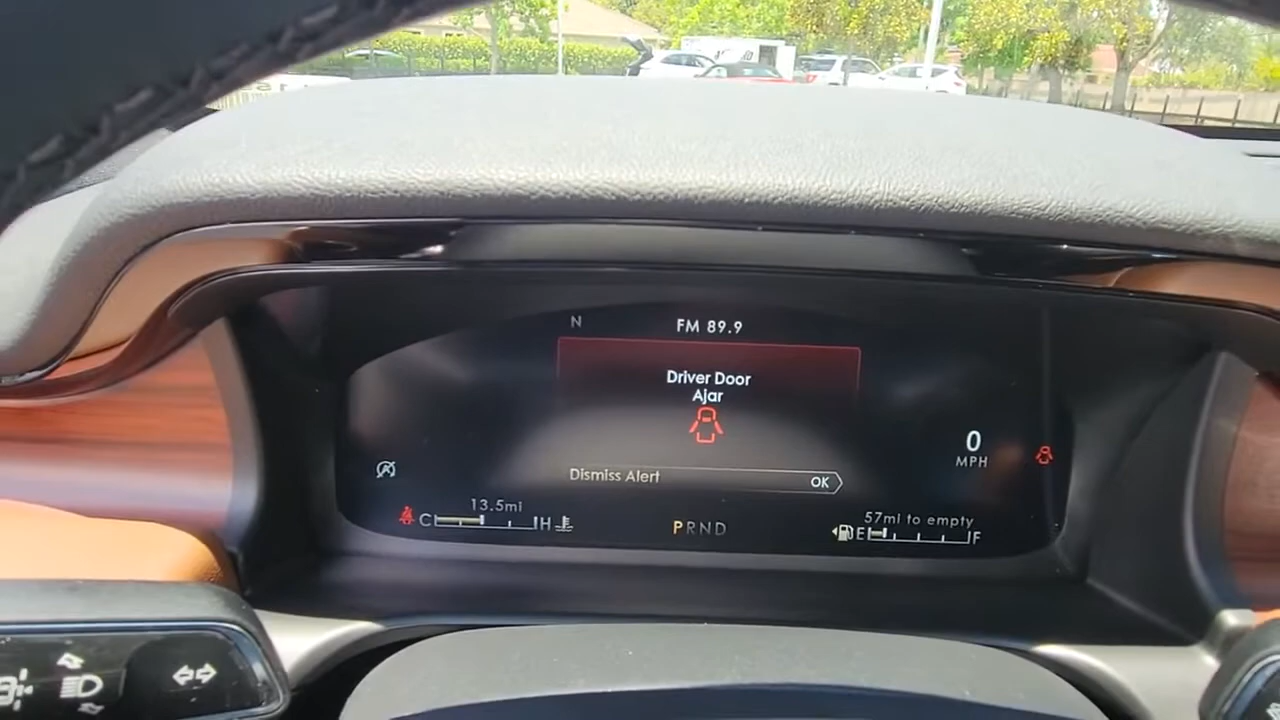 N
FM 89.9
Driver Door
Ajar
Dismiss Alert
OK
0
MPH
13.5mi
C H
PRND
57mi to empty
E F